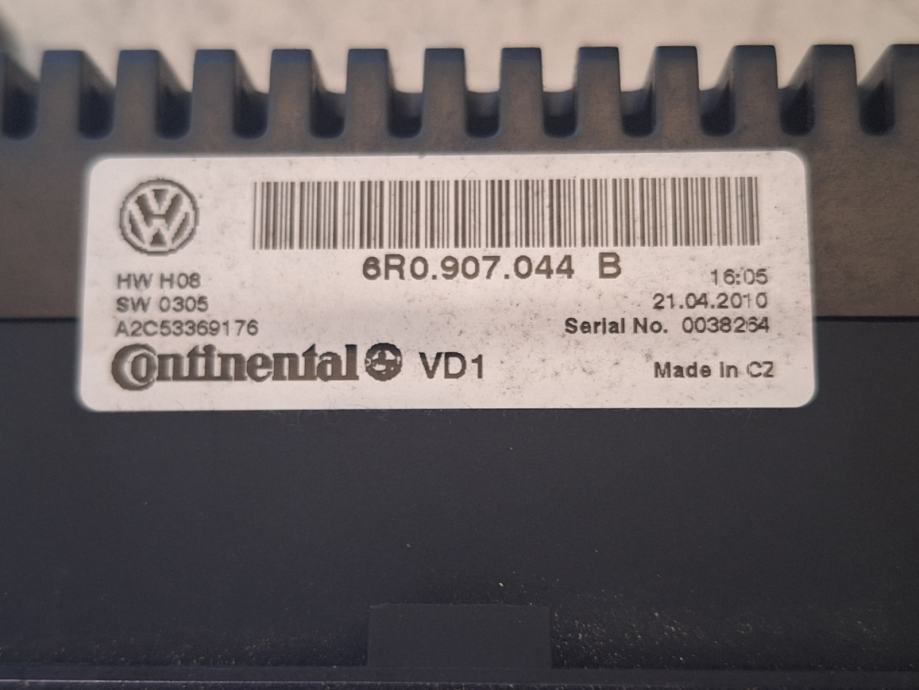 6R0.907.044 B
HW H08
16:05
SW 0305
21.04.2010
A2C53369176
Serial No. 0038264
Continental VD1
Made in CZ